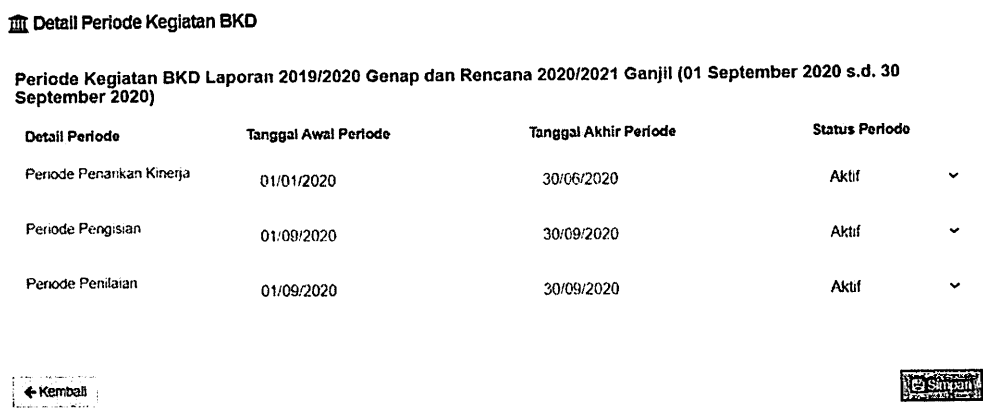 Detail Periode Kegiatan BKD
Periode Kegiatan BKD Laporan 2019/2020 Genap dan Rencana 2020/2021 Ganjil (01 September 2020 s.d. 30
September 2020)
Detail Periode Tanggal Awal Periode Tanggal Akhir Periode Status Periode
Periode Penarikan Kinerja 01/01/2020 30/06/2020 Aktif
Periode Pengisian 01/09/2020 30/09/2020 Aktif
Periode Penilaian 01/09/2020 30/09/2020 Aktif
Kembali Simpan